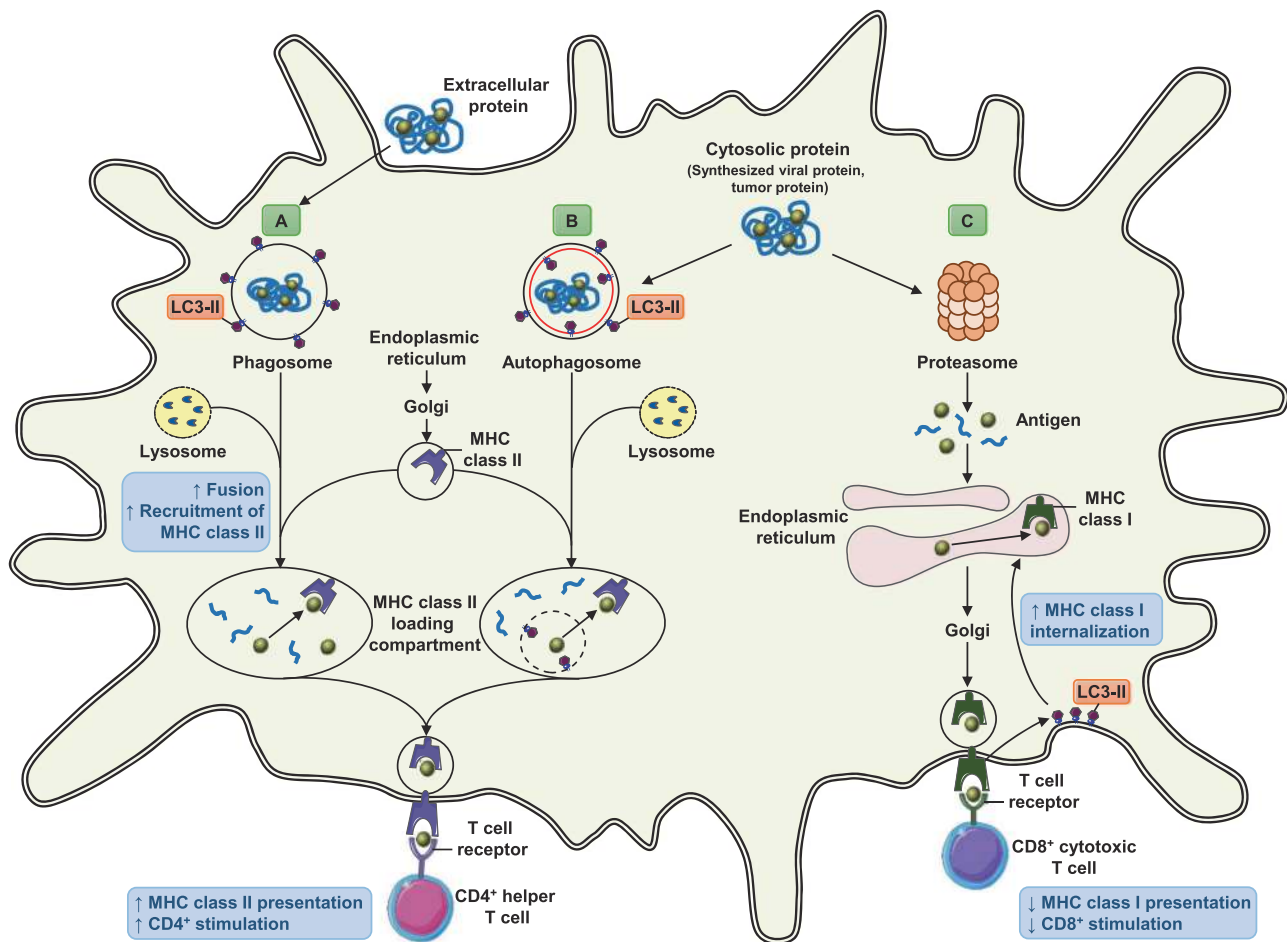 Extracellular
protein
Cytosolic protein
(Synthesized viral protein,
tumor protein)
A
B
C
LC3-II
LC3-II
Phagosome
Endoplasmic
reticulum
Autophagosome
Proteasome
Golgi
Antigen
Lysosome
MHC
class II
Lysosome
↑ Fusion
↑ Recruitment of
MHC class II
Endoplasmic
reticulum
MHC
class I
MHC class II
loading
compartment
↑ MHC class I
internalization
Golgi
LC3-II
T cell
receptor
T cell
receptor
CD4⁺ helper
T cell
CD8⁺ cytotoxic
T cell
↑ MHC class II presentation
↑ CD4⁺ stimulation
↓ MHC class I presentation
↓ CD8⁺ stimulation